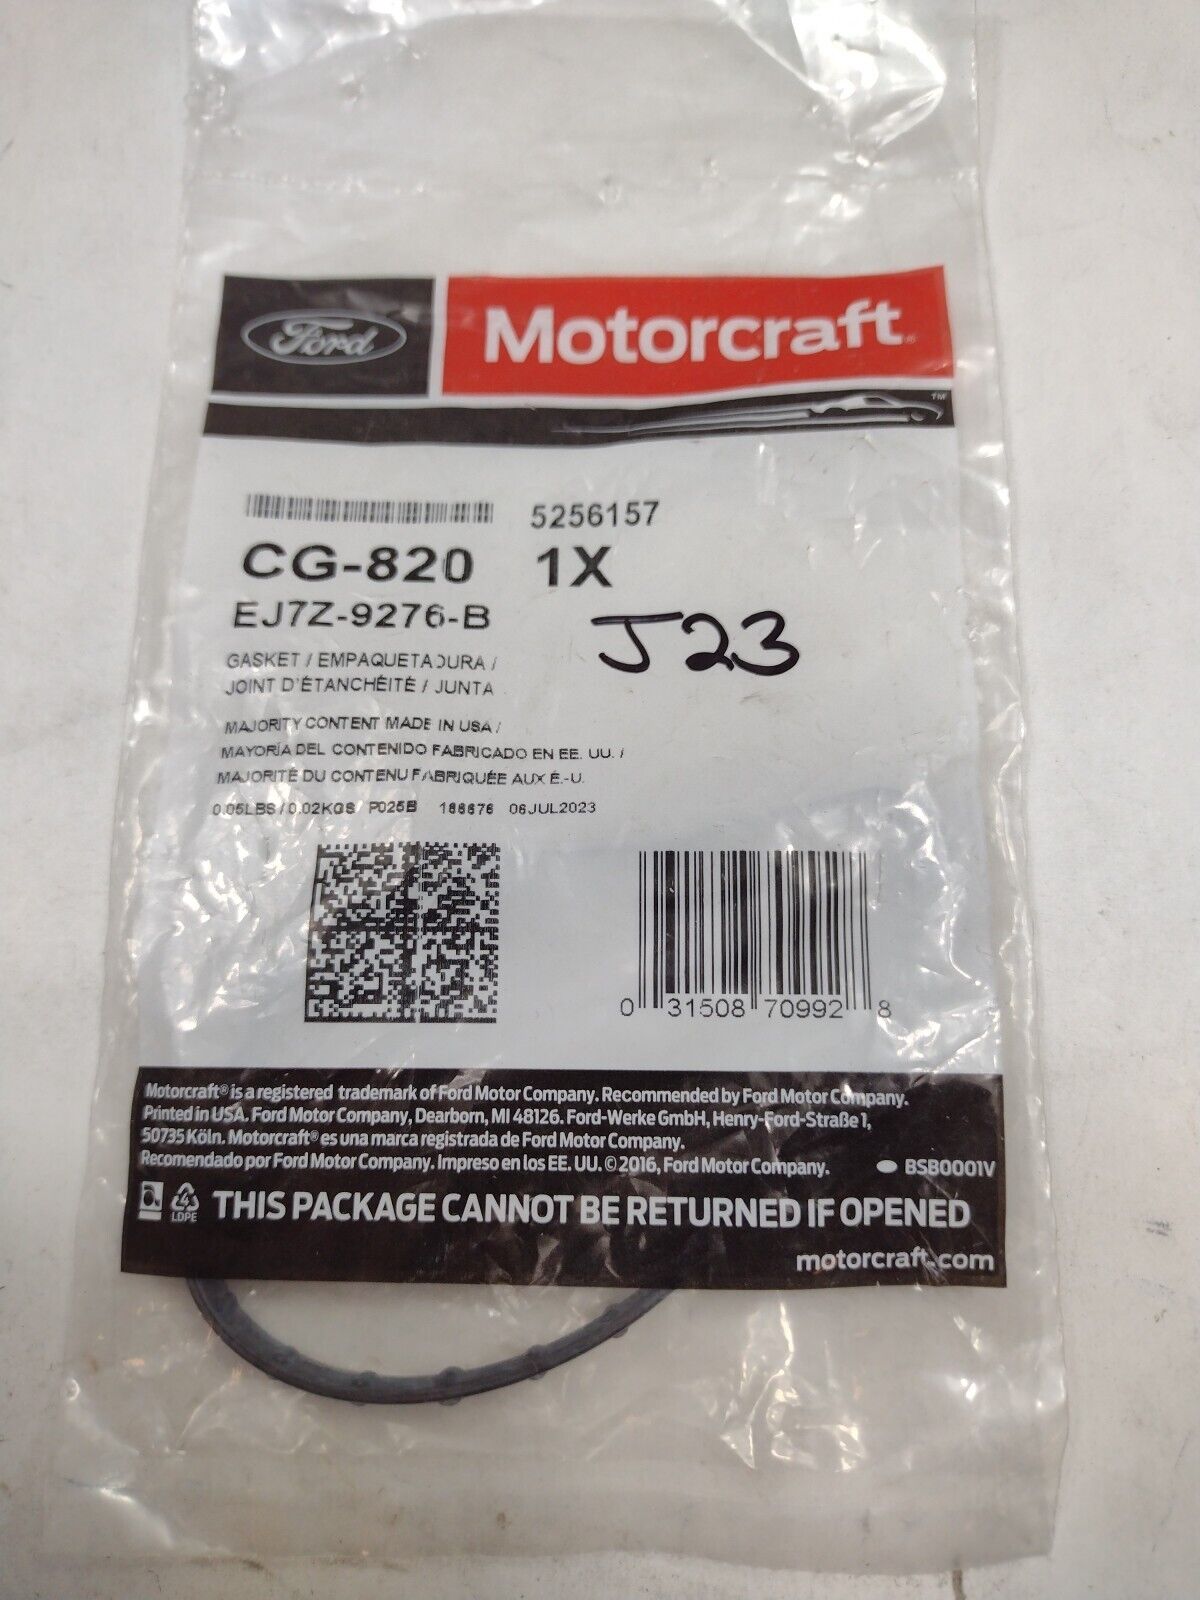 Ford
Motorcraft
™
5256157
CG-820 1X
EJ7Z-9276-B
J23
GASKET / EMPAQUETADURA /
JOINT D'ÉTANCHÉITÉ / JUNTA
MAJORITY CONTENT MADE IN USA /
MAYORÍA DEL CONTENIDO FABRICADO EN EE. UU. /
MAJORITÉ DU CONTENU FABRIQUÉE AUX É.-U.
0.05LBS / 0.02KGS P025B 166676 06JUL2023
0 31508 70992 8
Motorcraft® is a registered trademark of Ford Motor Company. Recommended by Ford Motor Company.
Printed in USA. Ford Motor Company, Dearborn, MI 48126. Ford-Werke GmbH, Henry-Ford-Straße 1,
50735 Köln. Motorcraft® es una marca registrada de Ford Motor Company.
Recomendado por Ford Motor Company. Impreso en los EE. UU. © 2016, Ford Motor Company. BSB0001V
4
LDPE
THIS PACKAGE CANNOT BE RETURNED IF OPENED
motorcraft.com